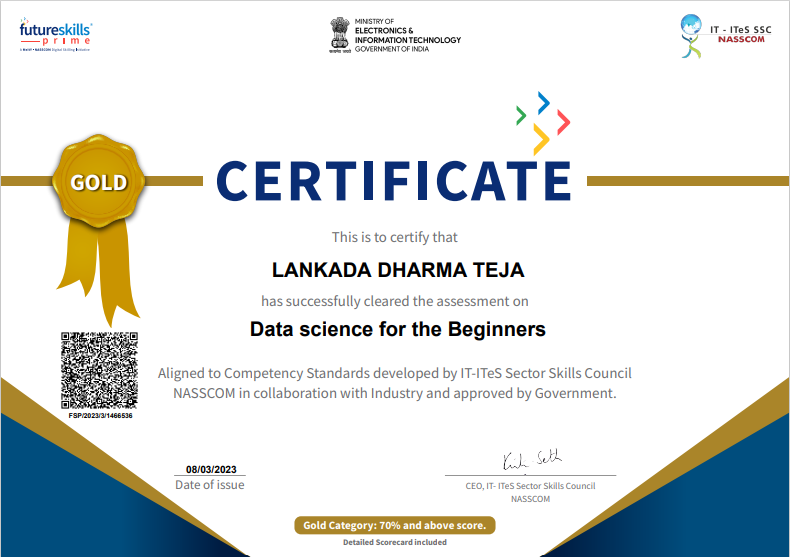 futureskills
prime
A MeitY - NASSCOM Digital Skilling Initiative
MINISTRY OF
ELECTRONICS &
INFORMATION TECHNOLOGY
GOVERNMENT OF INDIA
सत्यमेव जयते
IT - ITeS SSC
NASSCOM
GOLD
CERTIFICATE
This is to certify that
LANKADA DHARMA TEJA
has successfully cleared the assessment on
Data science for the Beginners
Aligned to Competency Standards developed by IT-ITeS Sector Skills Council
NASSCOM in collaboration with Industry and approved by Government.
FSP/2023/3/1466536
08/03/2023
Date of issue
CEO, IT- ITeS Sector Skills Council
NASSCOM
Gold Category: 70% and above score.
Detailed Scorecard included